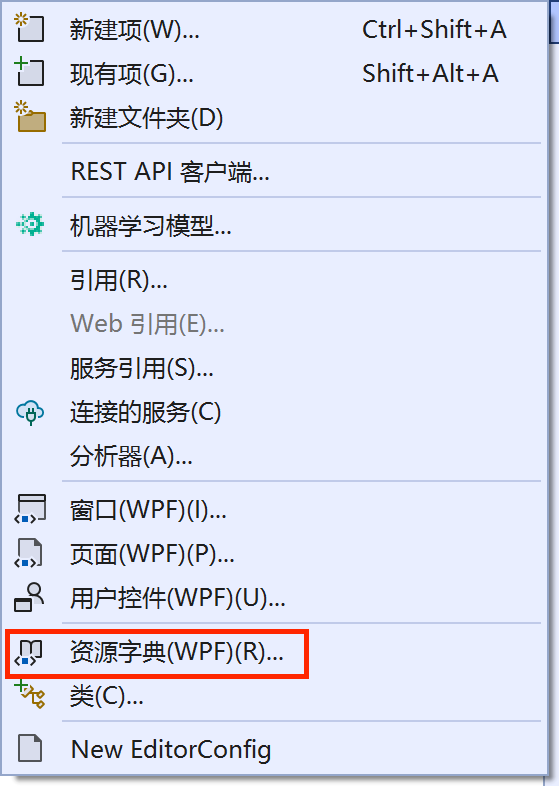 新建项(W)... Ctrl+Shift+A
现有项(G)... Shift+Alt+A
新建文件夹(D)
REST API 客户端...
机器学习模型...
引用(R)...
Web 引用(E)...
服务引用(S)...
连接的服务(C)
分析器(A)...
窗口(WPF)(I)...
页面(WPF)(P)...
用户控件(WPF)(U)...
资源字典(WPF)(R)...
类(C)...
New EditorConfig